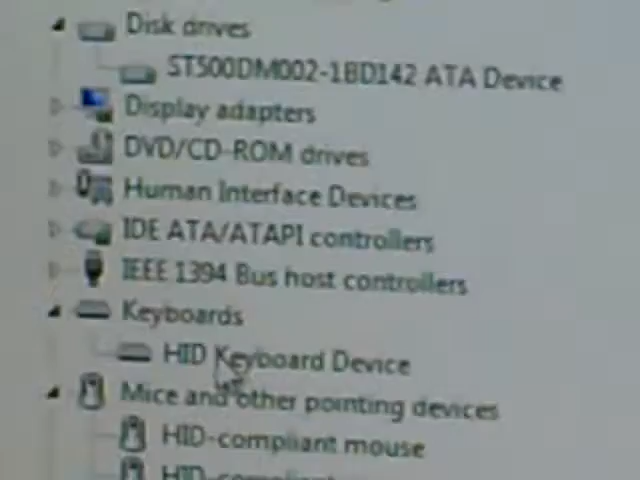 Disk drives
ST500DM002-1BD142 ATA Device
Display adapters
DVD/CD-ROM drives
Human Interface Devices
IDE ATA/ATAPI controllers
IEEE 1394 Bus host controllers
Keyboards
HID Keyboard Device
Mice and other pointing devices
HID-compliant mouse